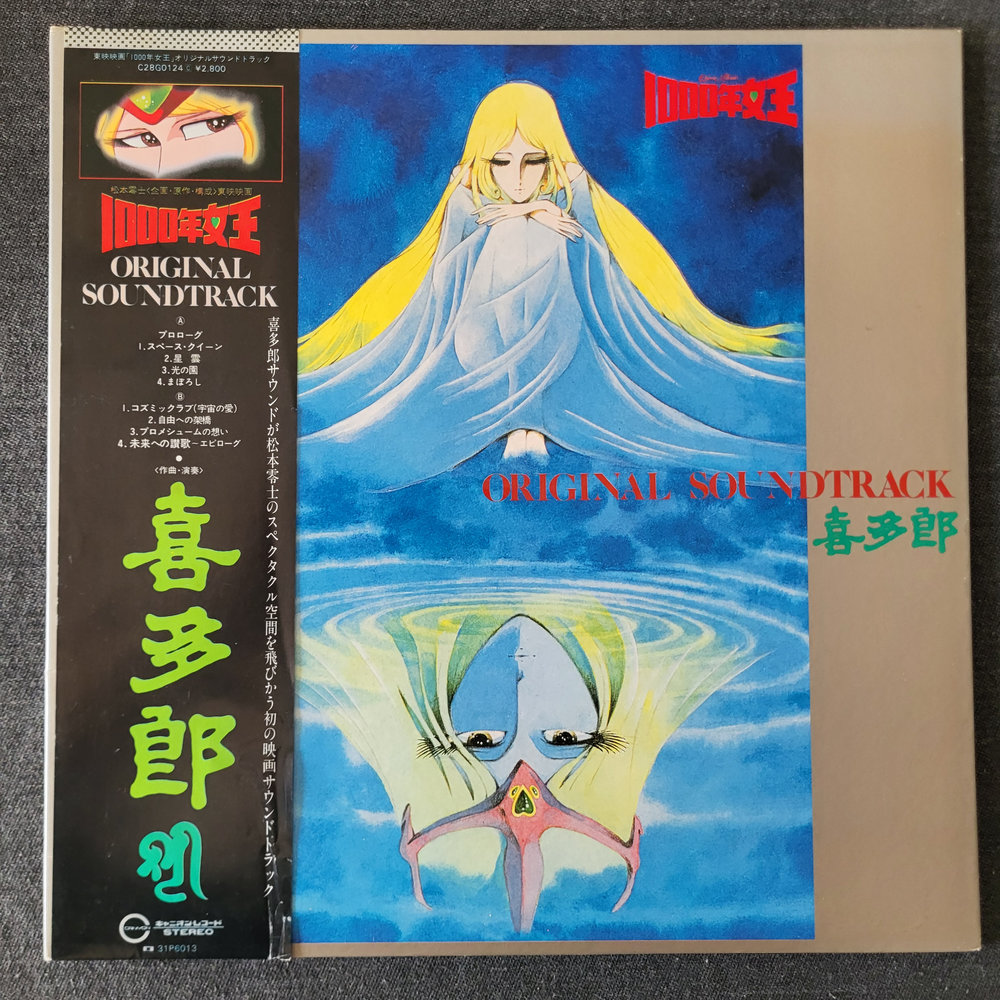 東映映画「1000年女王」オリジナルサウンドトラック
C28G0124 Ⓒ ¥2,800
松本零士〈企画・原作・構成〉東映映画
1000年女王
ORIGINAL
SOUNDTRACK
Ⓐ
プロローグ
1.スペース・クイーン
2.星雲
3.光の園
4.まぼろし
Ⓑ
1.コズミックラブ(宇宙の愛)
2.自由への架橋
3.プロメシュームの想い
4.未来への讃歌~エピローグ
〈作曲・演奏〉
喜多郎
喜多郎サウンドが松本零士のスペクタクル空間を飛びかう初の映画サウンドトラック
CANYON
キャニオンレコード
STEREO
31P6013
1000年女王
ORIGINAL SOUNDTRACK
喜多郎